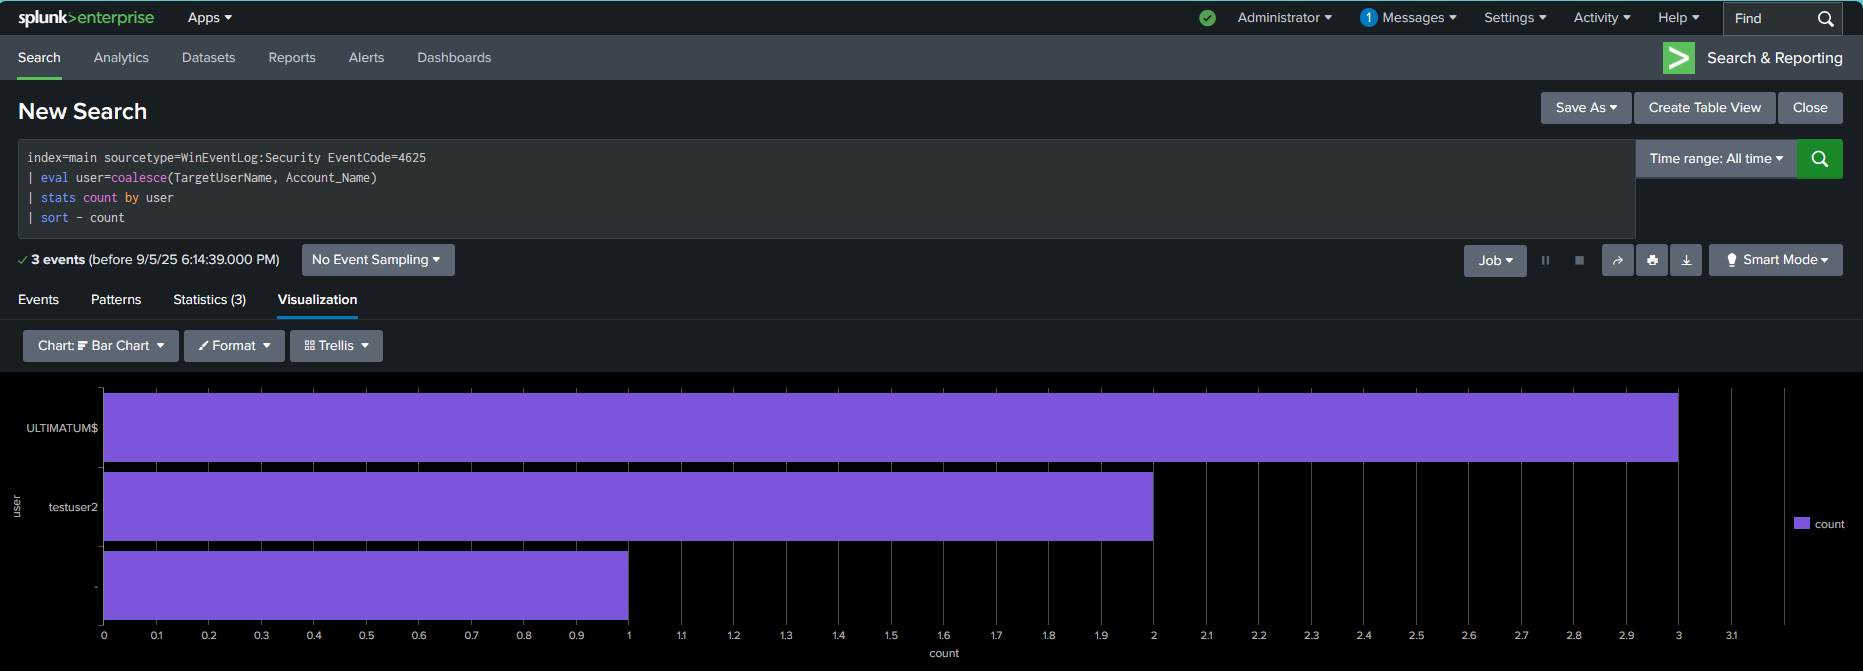 splunk>enterprise Apps Administrator 1 Messages Settings Activity Help Find
Search Analytics Datasets Reports Alerts Dashboards Search & Reporting
New Search Save As Create Table View Close
index=main sourcetype=WinEventLog:Security EventCode=4625 Time range: All time
| eval user=coalesce(TargetUserName, Account_Name)
| stats count by user
| sort - count
3 events (before 9/5/25 6:14:39.000 PM) No Event Sampling Job Smart Mode
Events Patterns Statistics (3) Visualization
Chart: Bar Chart Format Trellis
ULTIMATUM$
testuser2
-
user
count
0 0.1 0.2 0.3 0.4 0.5 0.6 0.7 0.8 0.9 1 1.1 1.2 1.3 1.4 1.5 1.6 1.7 1.8 1.9 2 2.1 2.2 2.3 2.4 2.5 2.6 2.7 2.8 2.9 3 3.1
count